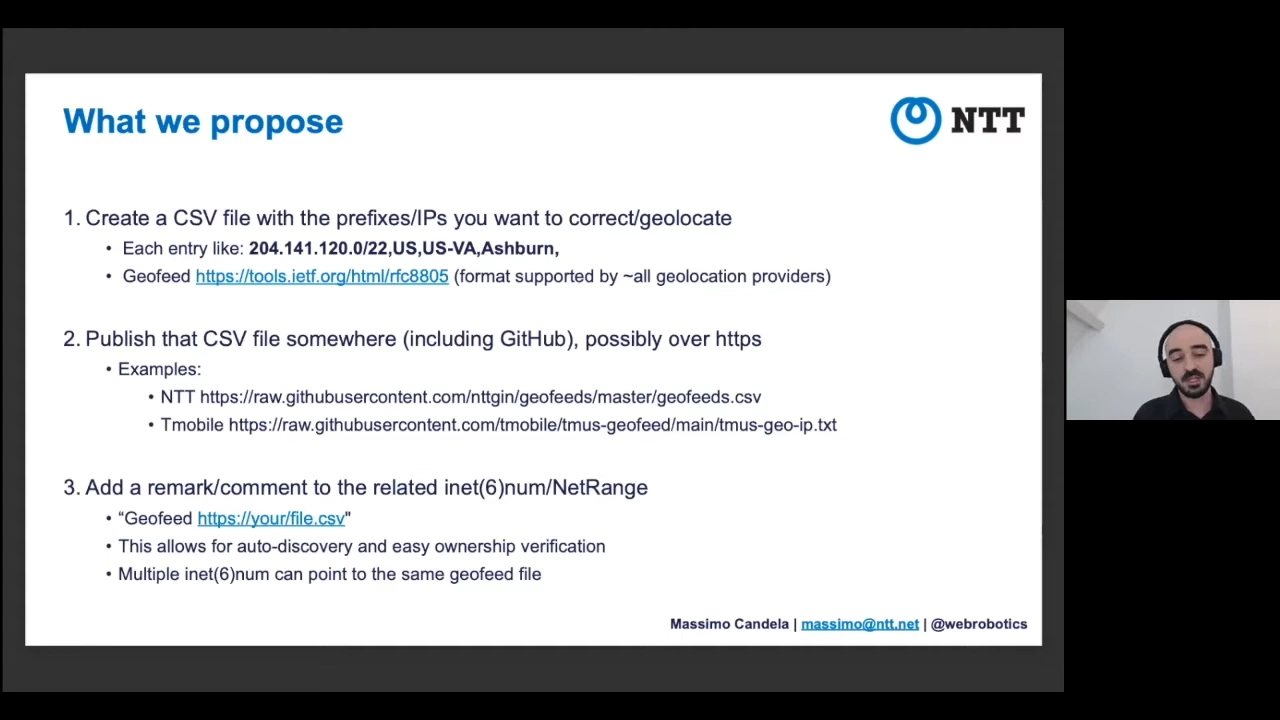 What we propose
NTT
1. Create a CSV file with the prefixes/IPs you want to correct/geolocate
• Each entry like: 204.141.120.0/22,US,US-VA,Ashburn,
• Geofeed https://tools.ietf.org/html/rfc8805 (format supported by ~all geolocation providers)
2. Publish that CSV file somewhere (including GitHub), possibly over https
• Examples:
• NTT https://raw.githubusercontent.com/nttgin/geofeeds/master/geofeeds.csv
• Tmobile https://raw.githubusercontent.com/tmobile/tmus-geofeed/main/tmus-geo-ip.txt
3. Add a remark/comment to the related inet(6)num/NetRange
• “Geofeed https://your/file.csv"
• This allows for auto-discovery and easy ownership verification
• Multiple inet(6)num can point to the same geofeed file
Massimo Candela | massimo@ntt.net | @webrobotics